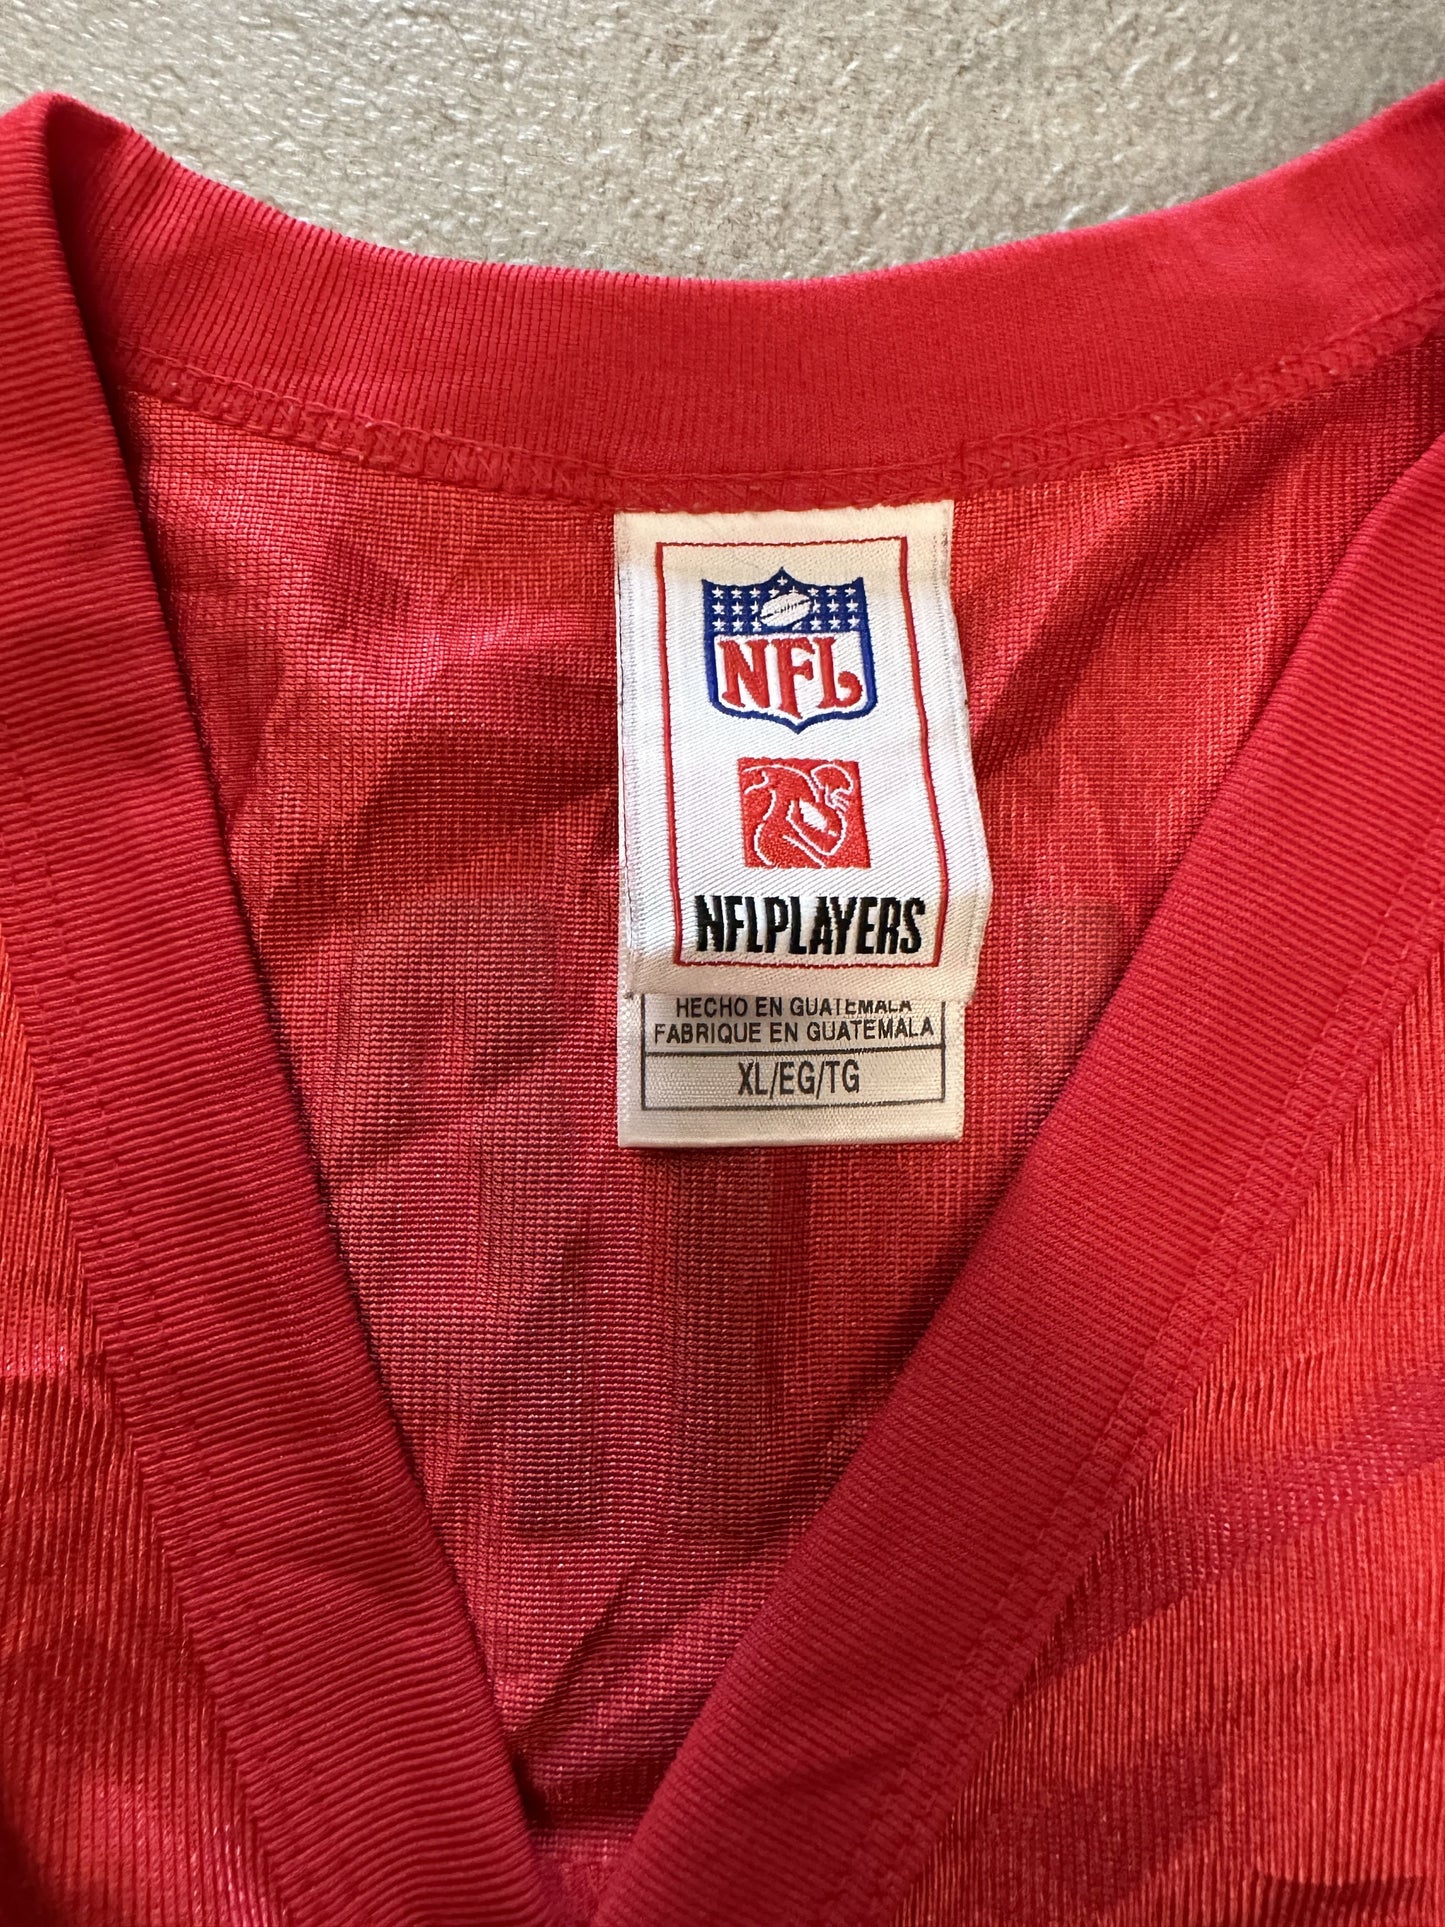 NFL
NFLPLAYERS
HECHO EN GUATEMALA
FABRIQUE EN GUATEMALA
XL/EG/TG